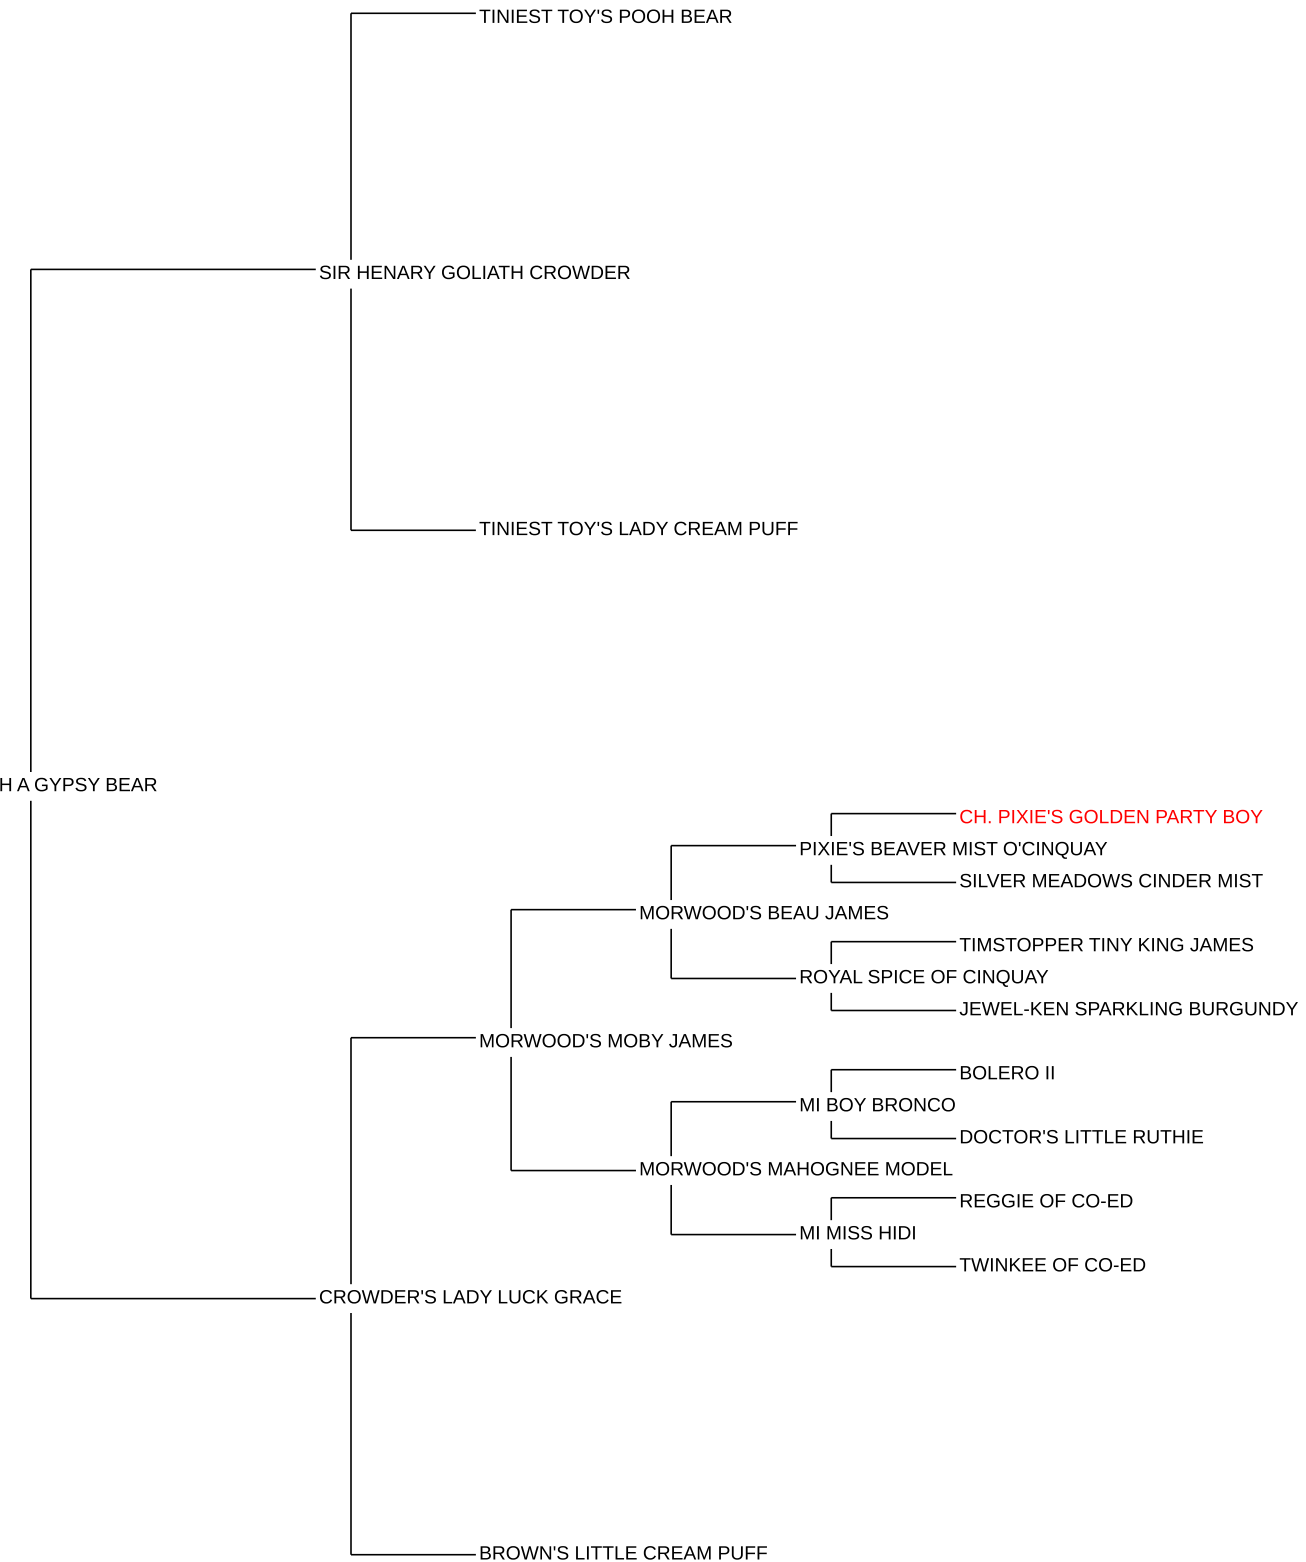 TINIEST TOY'S POOH BEAR
SIR HENARY GOLIATH CROWDER
TINIEST TOY'S LADY CREAM PUFF
H A GYPSY BEAR
CH. PIXIE'S GOLDEN PARTY BOY
PIXIE'S BEAVER MIST O'CINQUAY
SILVER MEADOWS CINDER MIST
MORWOOD'S BEAU JAMES
TIMSTOPPER TINY KING JAMES
ROYAL SPICE OF CINQUAY
JEWEL-KEN SPARKLING BURGUNDY
MORWOOD'S MOBY JAMES
BOLERO II
MI BOY BRONCO
DOCTOR'S LITTLE RUTHIE
MORWOOD'S MAHOGNEE MODEL
REGGIE OF CO-ED
MI MISS HIDI
TWINKEE OF CO-ED
CROWDER'S LADY LUCK GRACE
BROWN'S LITTLE CREAM PUFF